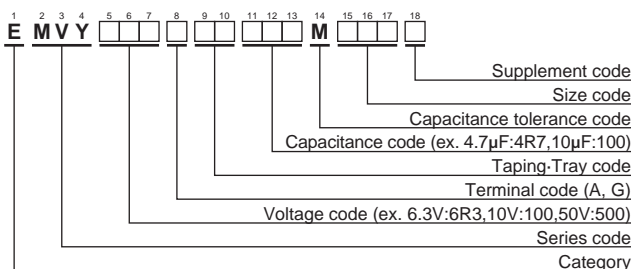 1 2 3 4 5 6 7 8 9 10 11 12 13 14 15 16 17 18
E MVY □□□ □ □□ □□□ M □□□ □
Supplement code
Size code
Capacitance tolerance code
Capacitance code (ex. 4.7µF:4R7,10µF:100)
Taping·Tray code
Terminal code (A, G)
Voltage code (ex. 6.3V:6R3,10V:100,50V:500)
Series code
Category